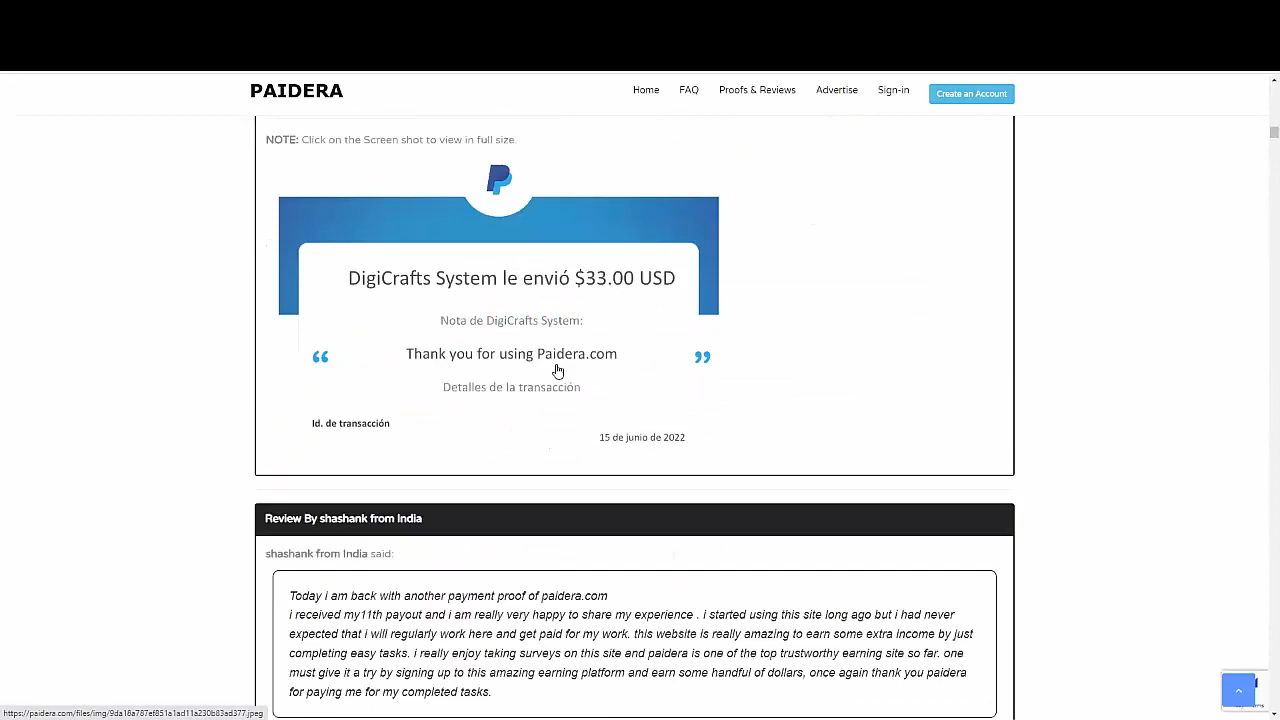 PAIDERA
Home FAQ Proofs & Reviews Advertise Sign-in Create an Account
NOTE: Click on the Screen shot to view in full size.
DigiCrafts System le envió $33.00 USD
Nota de DigiCrafts System:
“ Thank you for using Paidera.com ”
Detalles de la transacción
Id. de transacción
15 de junio de 2022
Review By shashank from India
shashank from India said:
Today i am back with another payment proof of paidera.com
i received my11th payout and i am really very happy to share my experience . i started using this site long ago but i had never
expected that i will regularly work here and get paid for my work. this website is really amazing to earn some extra income by just
completing easy tasks. i really enjoy taking surveys on this site and paidera is one of the top trustworthy earning site so far. one
must give it a try by signing up to this amazing earning platform and earn some handful of dollars, once again thank you paidera
for paying me for my completed tasks.
https://paidera.com/files/img/9da18a787ef851a1ad11a230b83ad377.jpeg